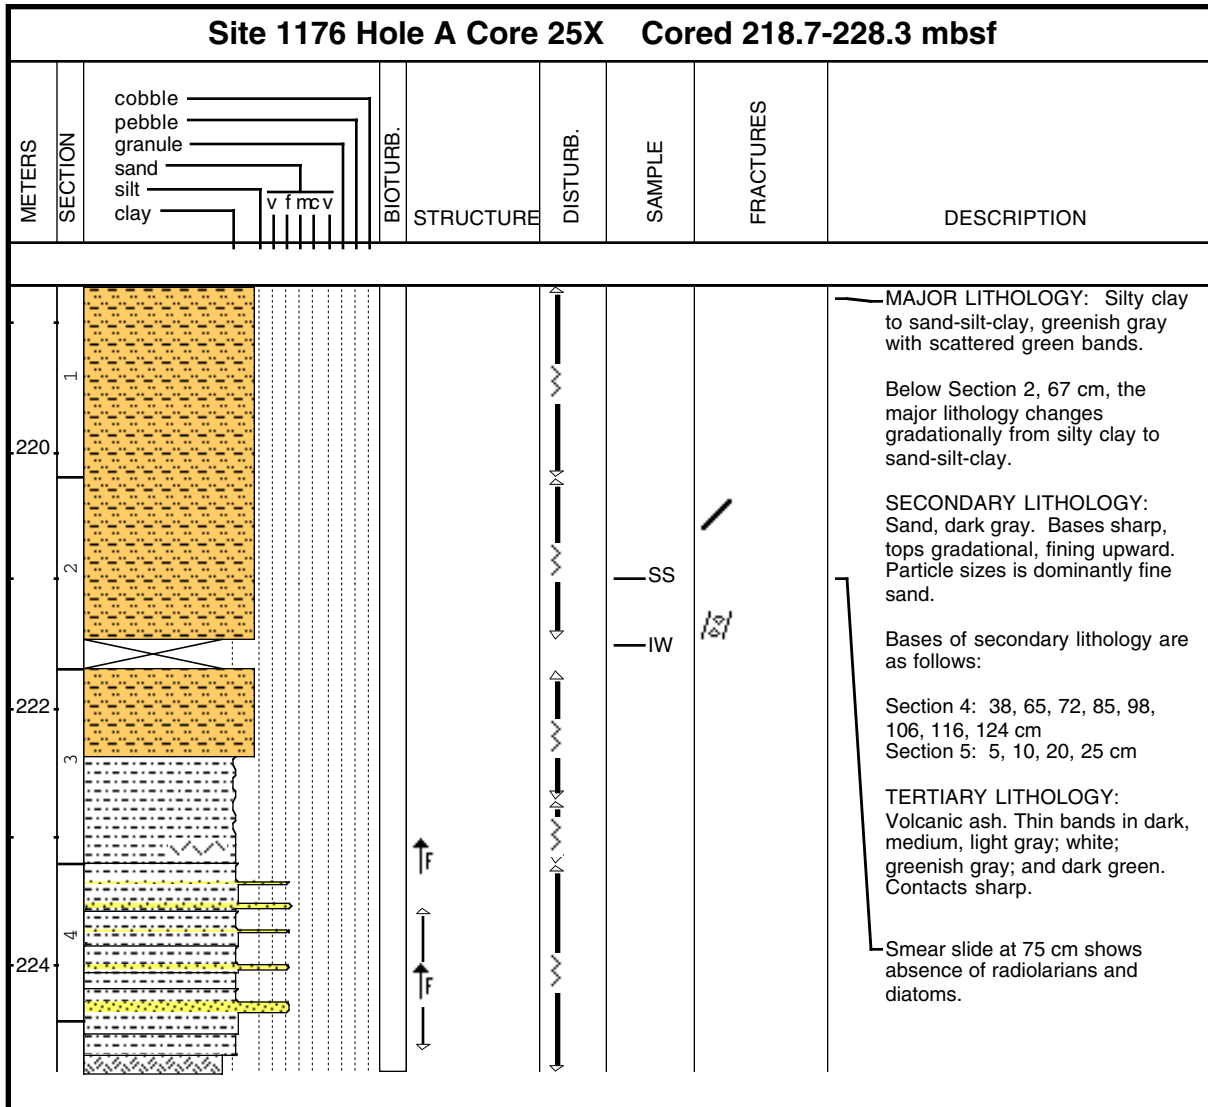 Site 1176 Hole A Core 25X Cored 218.7-228.3 mbsf
METERS
SECTION
cobble
pebble
granule
sand
silt
clay
v f m c v
BIOTURB.
STRUCTURE
DISTURB.
SAMPLE
FRACTURES
DESCRIPTION
1
220
2
222
3
4
224
F
F
SS
IW
MAJOR LITHOLOGY: Silty clay
to sand-silt-clay, greenish gray
with scattered green bands.
Below Section 2, 67 cm, the
major lithology changes
gradationally from silty clay to
sand-silt-clay.
SECONDARY LITHOLOGY:
Sand, dark gray. Bases sharp,
tops gradational, fining upward.
Particle sizes is dominantly fine
sand.
Bases of secondary lithology are
as follows:
Section 4: 38, 65, 72, 85, 98,
106, 116, 124 cm
Section 5: 5, 10, 20, 25 cm
TERTIARY LITHOLOGY:
Volcanic ash. Thin bands in dark,
medium, light gray; white;
greenish gray; and dark green.
Contacts sharp.
Smear slide at 75 cm shows
absence of radiolarians and
diatoms.